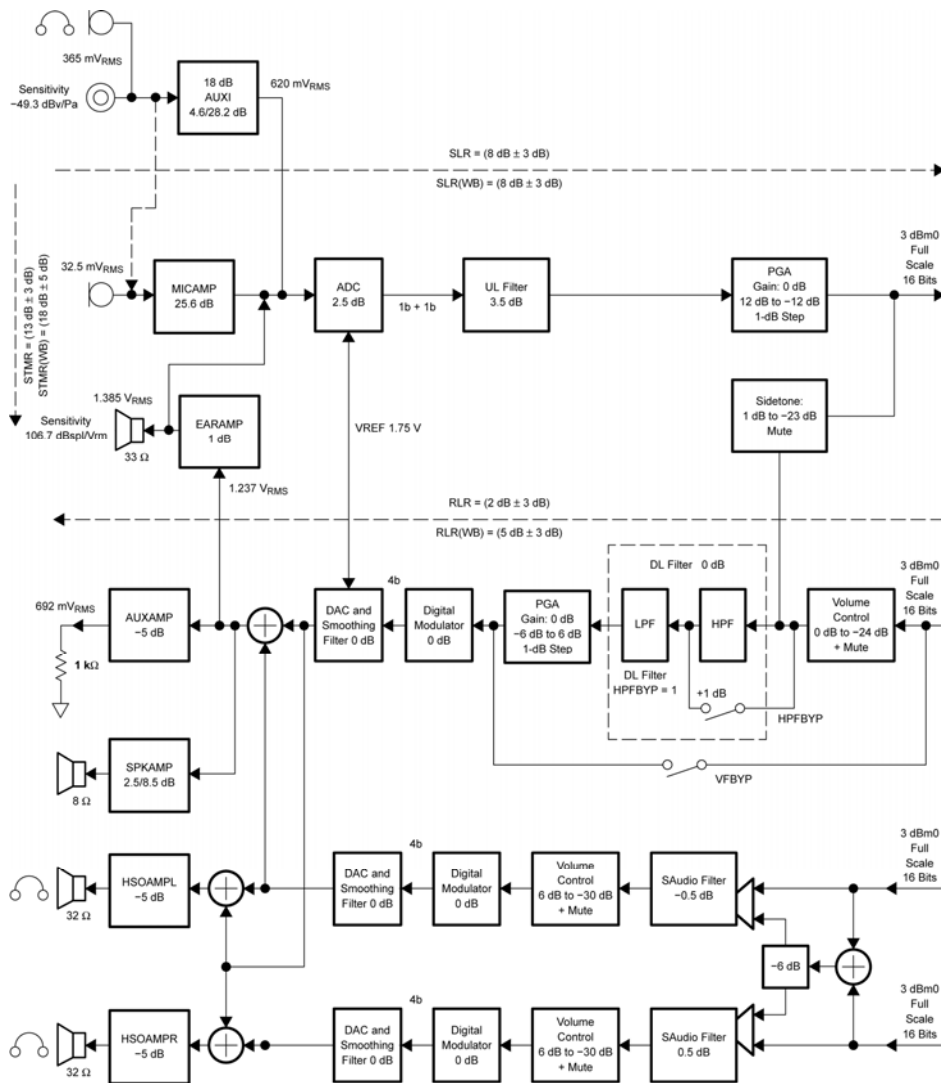 365 mVRMS
Sensitivity
−49.3 dBv/Pa
18 dB
AUXI
4.6/28.2 dB
620 mVRMS
SLR = (8 dB ± 3 dB)
SLR(WB) = (8 dB ± 3 dB)
STMR = (13 dB ± 3 dB)
STMR(WB) = (18 dB ± 5 dB)
32.5 mVRMS
MICAMP
25.6 dB
ADC
2.5 dB
1b + 1b
UL Filter
3.5 dB
PGA
Gain: 0 dB
12 dB to −12 dB
1-dB Step
3 dBm0
Full
Scale
16 Bits
1.385 VRMS
Sensitivity
106.7 dBspl/Vrm
33 Ω
EARAMP
1 dB
1.237 VRMS
VREF 1.75 V
Sidetone:
1 dB to −23 dB
Mute
RLR = (2 dB ± 3 dB)
RLR(WB) = (5 dB ± 3 dB)
692 mVRMS
1 kΩ
AUXAMP
−5 dB
DAC and
Smoothing
Filter 0 dB
4b
Digital
Modulator
0 dB
PGA
Gain: 0 dB
−6 dB to 6 dB
1-dB Step
DL Filter 0 dB
LPF
HPF
DL Filter
HPFBYP = 1
+1 dB
HPFBYP
Volume
Control
0 dB to −24 dB
+ Mute
3 dBm0
Full
Scale
16 Bits
VFBYP
SPKAMP
2.5/8.5 dB
8 Ω
HSOAMPL
−5 dB
32 Ω
DAC and
Smoothing
Filter 0 dB
4b
Digital
Modulator
0 dB
Volume
Control
6 dB to −30 dB
+ Mute
SAudio Filter
−0.5 dB
3 dBm0
Full
Scale
16 Bits
−6 dB
HSOAMPR
−5 dB
32 Ω
DAC and
Smoothing
Filter 0 dB
4b
Digital
Modulator
0 dB
Volume
Control
6 dB to −30 dB
+ Mute
SAudio Filter
0.5 dB
3 dBm0
Full
Scale
16 Bits